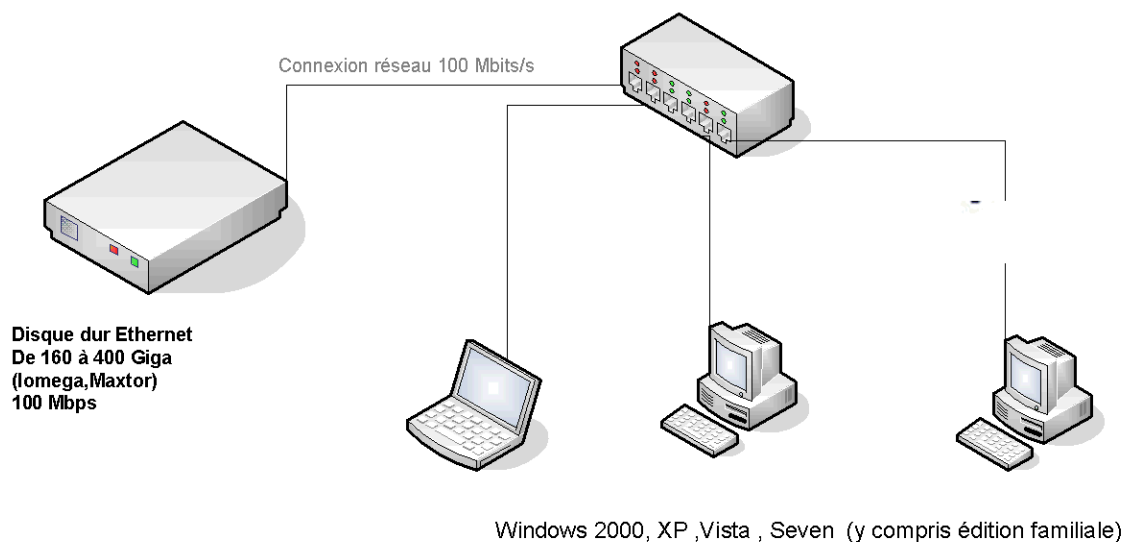 Connexion réseau 100 Mbits/s
Disque dur Ethernet
De 160 à 400 Giga
(Iomega,Maxtor)
100 Mbps
Windows 2000, XP ,Vista , Seven (y compris édition familiale)